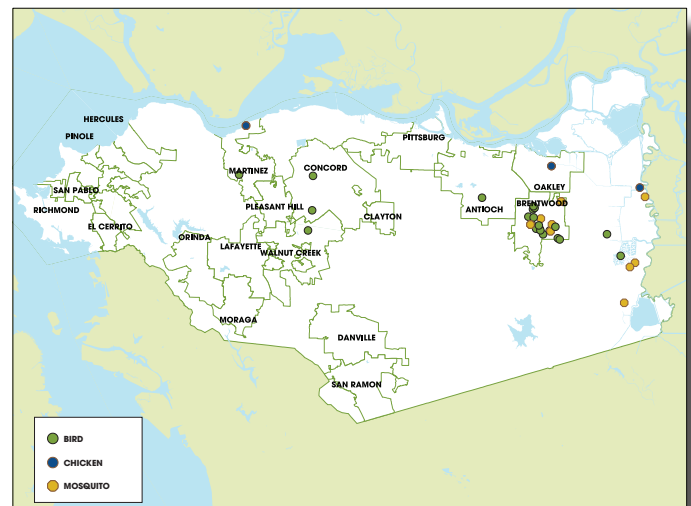 HERCULES
PINOLE
PITTSBURG
MARTINEZ
CONCORD
SAN PABLO
OAKLEY
RICHMOND
PLEASANT HILL
BRENTWOOD
ANTIOCH
CLAYTON
EL CERRITO
ORINDA
LAFAYETTE
WALNUT CREEK
MORAGA
DANVILLE
SAN RAMON
BIRD
CHICKEN
MOSQUITO